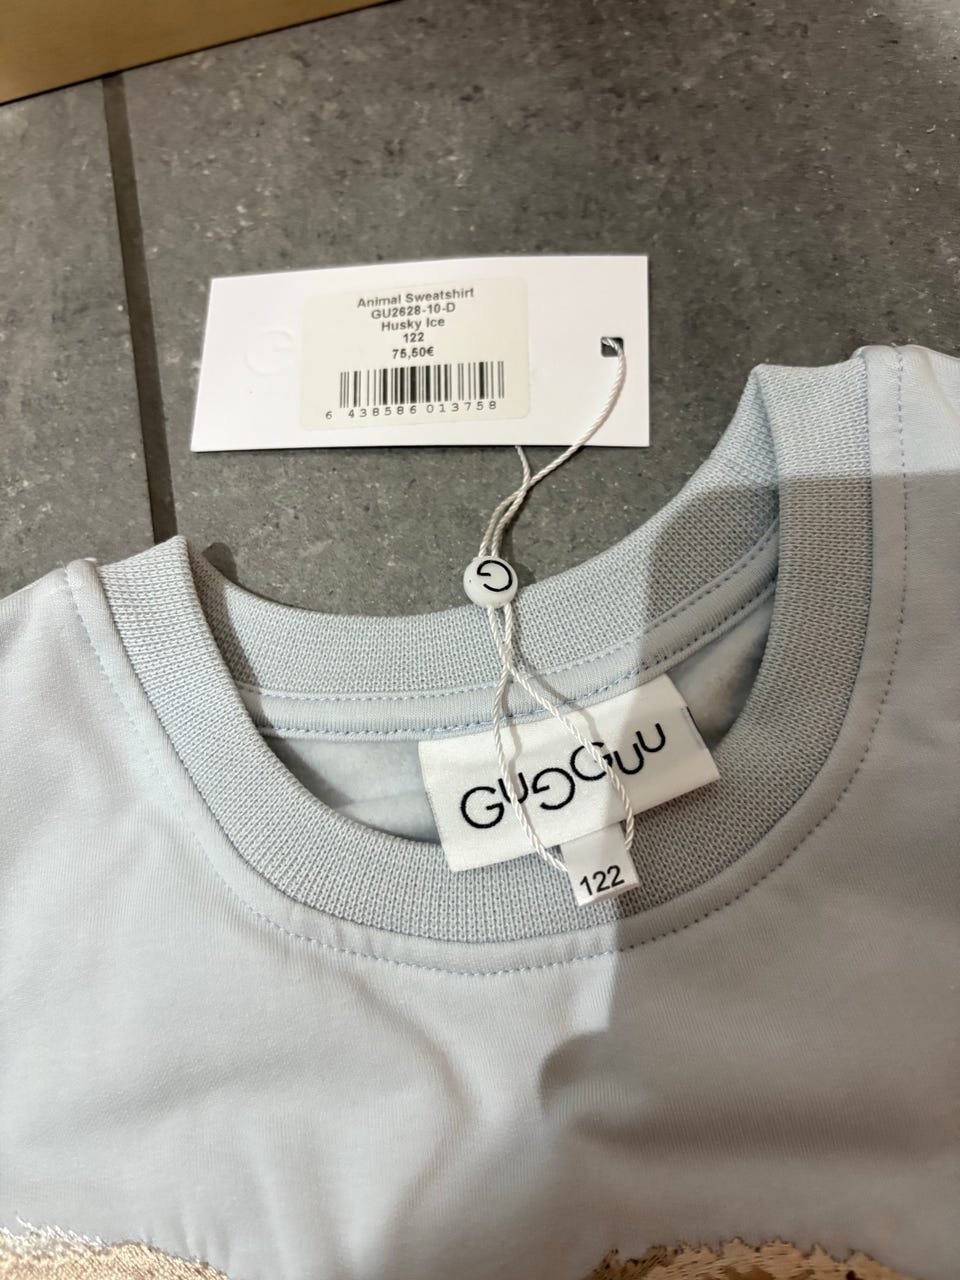 Animal Sweatshirt
GU2628-10-D
Husky Ice
122
75,50€
6 438586 013758
G
GUGGUU
122